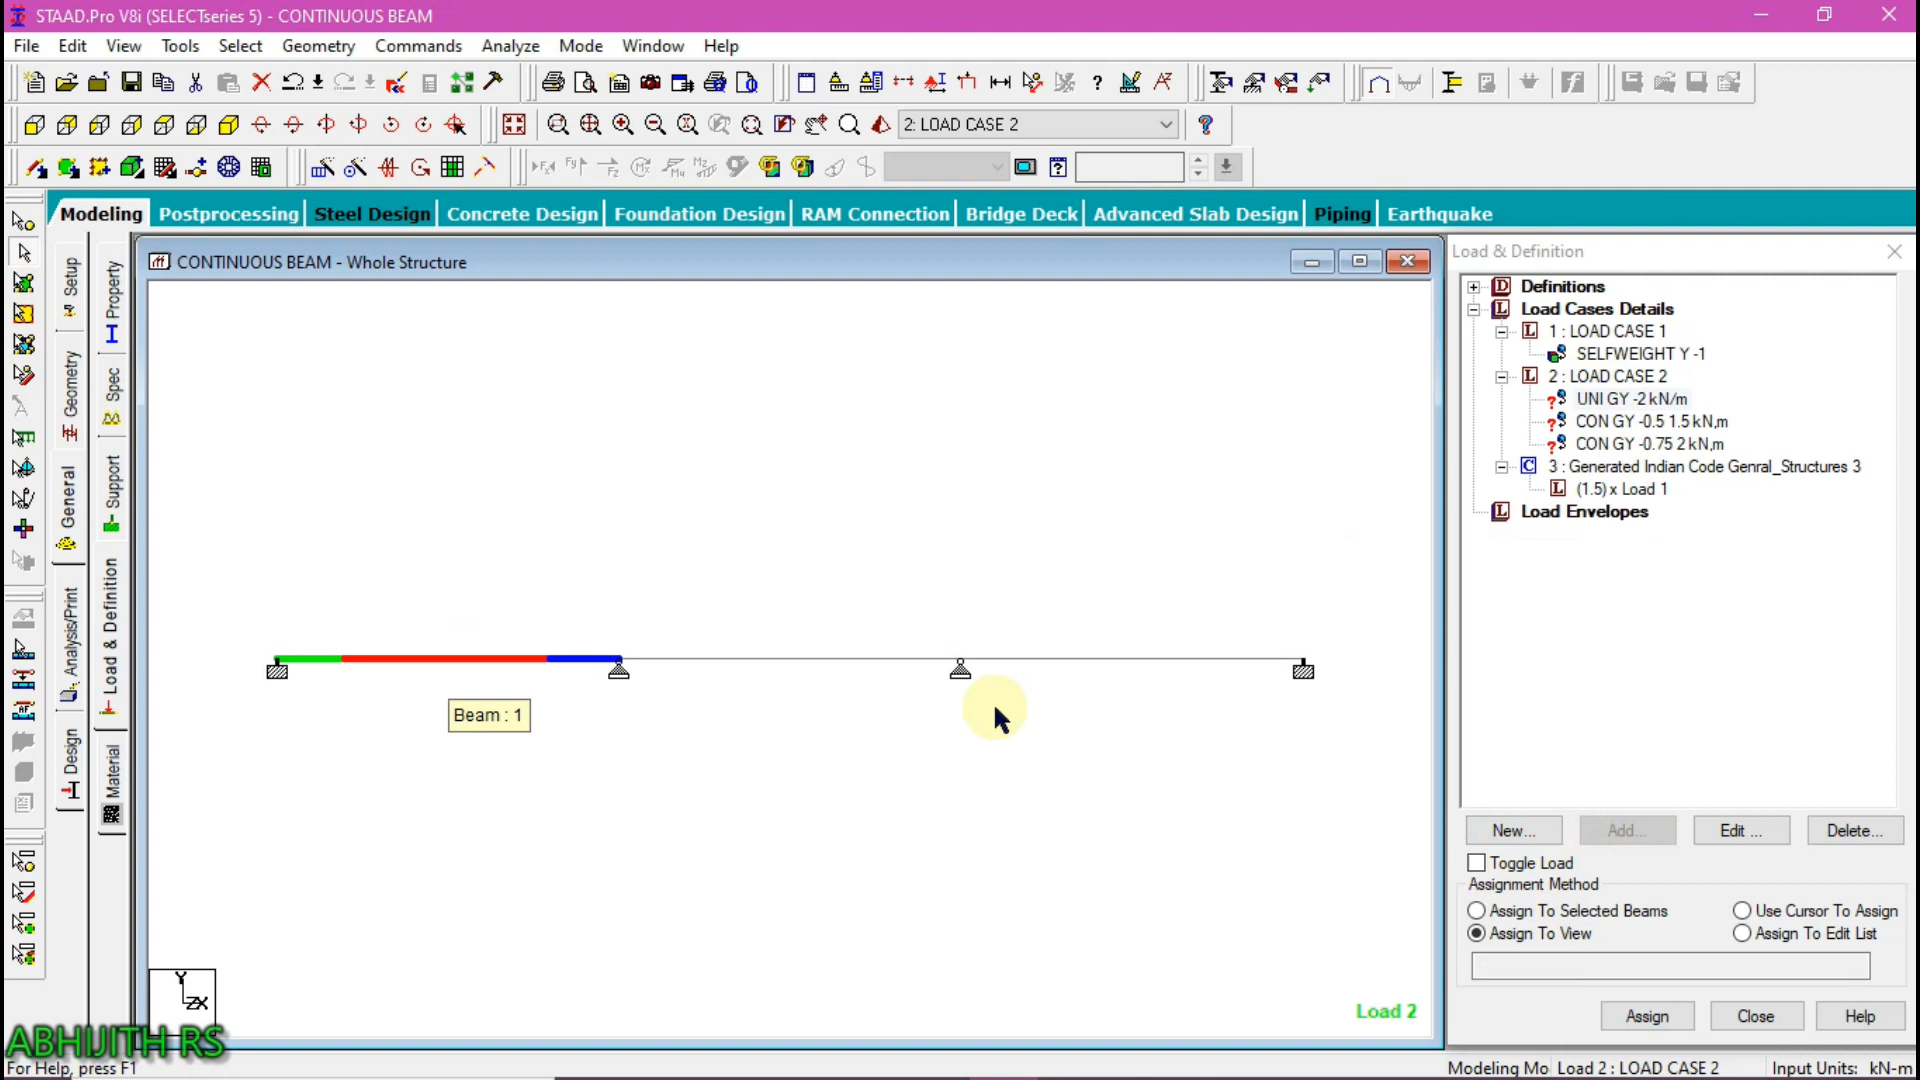 STAAD.Pro V8i (SELECTseries 5) - CONTINUOUS BEAM
File Edit View Tools Select Geometry Commands Analyze Mode Window Help
2: LOAD CASE 2
Modeling Postprocessing Steel Design Concrete Design Foundation Design RAM Connection Bridge Deck Advanced Slab Design Piping Earthquake
Setup
Geometry
General
Analysis/Print
Design
Property
Spec
Support
Load & Definition
Material
CONTINUOUS BEAM - Whole Structure
Beam : 1
Load 2
Y
ZX
Load & Definition
Definitions
Load Cases Details
1 : LOAD CASE 1
SELFWEIGHT Y -1
2 : LOAD CASE 2
UNI GY -2 kN/m
CON GY -0.5 1.5 kN,m
CON GY -0.75 2 kN,m
3 : Generated Indian Code Genral_Structures 3
(1.5) x Load 1
Load Envelopes
New... Add... Edit ... Delete...
Toggle Load
Assignment Method
Assign To Selected Beams Use Cursor To Assign
Assign To View Assign To Edit List
Assign Close Help
ABHIJITH RS
For Help, press F1
Modeling Mo Load 2 : LOAD CASE 2 Input Units: kN-m